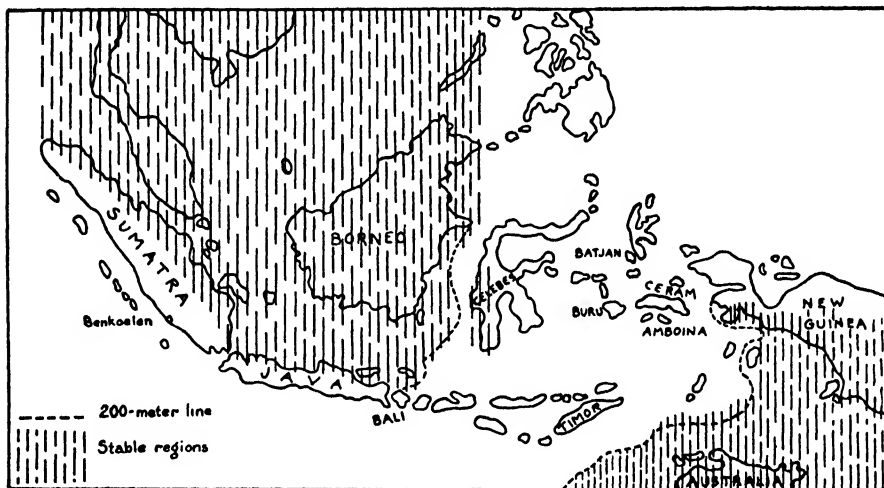 SUMATRA
Benkoelen
BORNEO
CELEBES
BATJAN
BURU
CERAM
AMBOINA
NEW
GUINEA
JAVA
BALI
TIMOR
AUSTRALIA
200-meter line
Stable regions